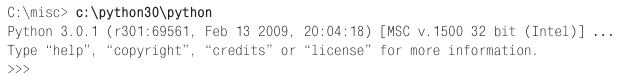 C:\misc> c:\python30\python
Python 3.0.1 (r301:69561, Feb 13 2009, 20:04:18) [MSC v.1500 32 bit (Intel)] ...
Type “help”, “copyright”, “credits” or “license” for more information.
>>>